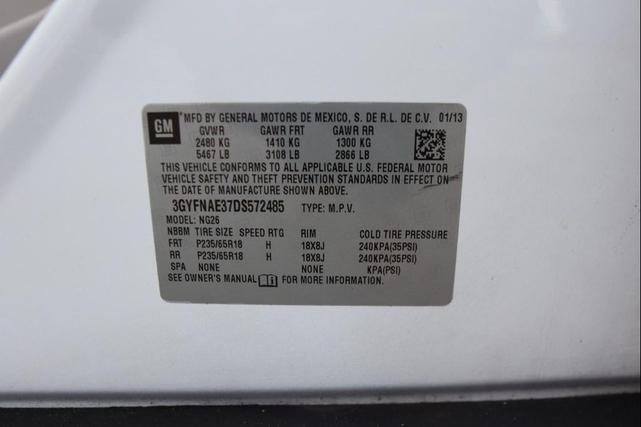 GM MFD BY GENERAL MOTORS DE MEXICO, S. DE R.L. DE C.V. 01/13
GVWR GAWR FRT GAWR RR
2480 KG 1410 KG 1300 KG
5467 LB 3108 LB 2866 LB
THIS VEHICLE CONFORMS TO ALL APPLICABLE U.S. FEDERAL MOTOR
VEHICLE SAFETY AND THEFT PREVENTION STANDARDS IN EFFECT
ON THE DATE OF MANUFACTURE SHOWN ABOVE.
3GYFNAE37DS572485 TYPE: M.P.V.
MODEL: NG26
NBBM TIRE SIZE SPEED RTG RIM COLD TIRE PRESSURE
FRT P235/65R18 H 18X8J 240KPA(35PSI)
RR P235/65R18 H 18X8J 240KPA(35PSI)
SPA NONE NONE KPA(PSI)
SEE OWNER'S MANUAL FOR MORE INFORMATION.